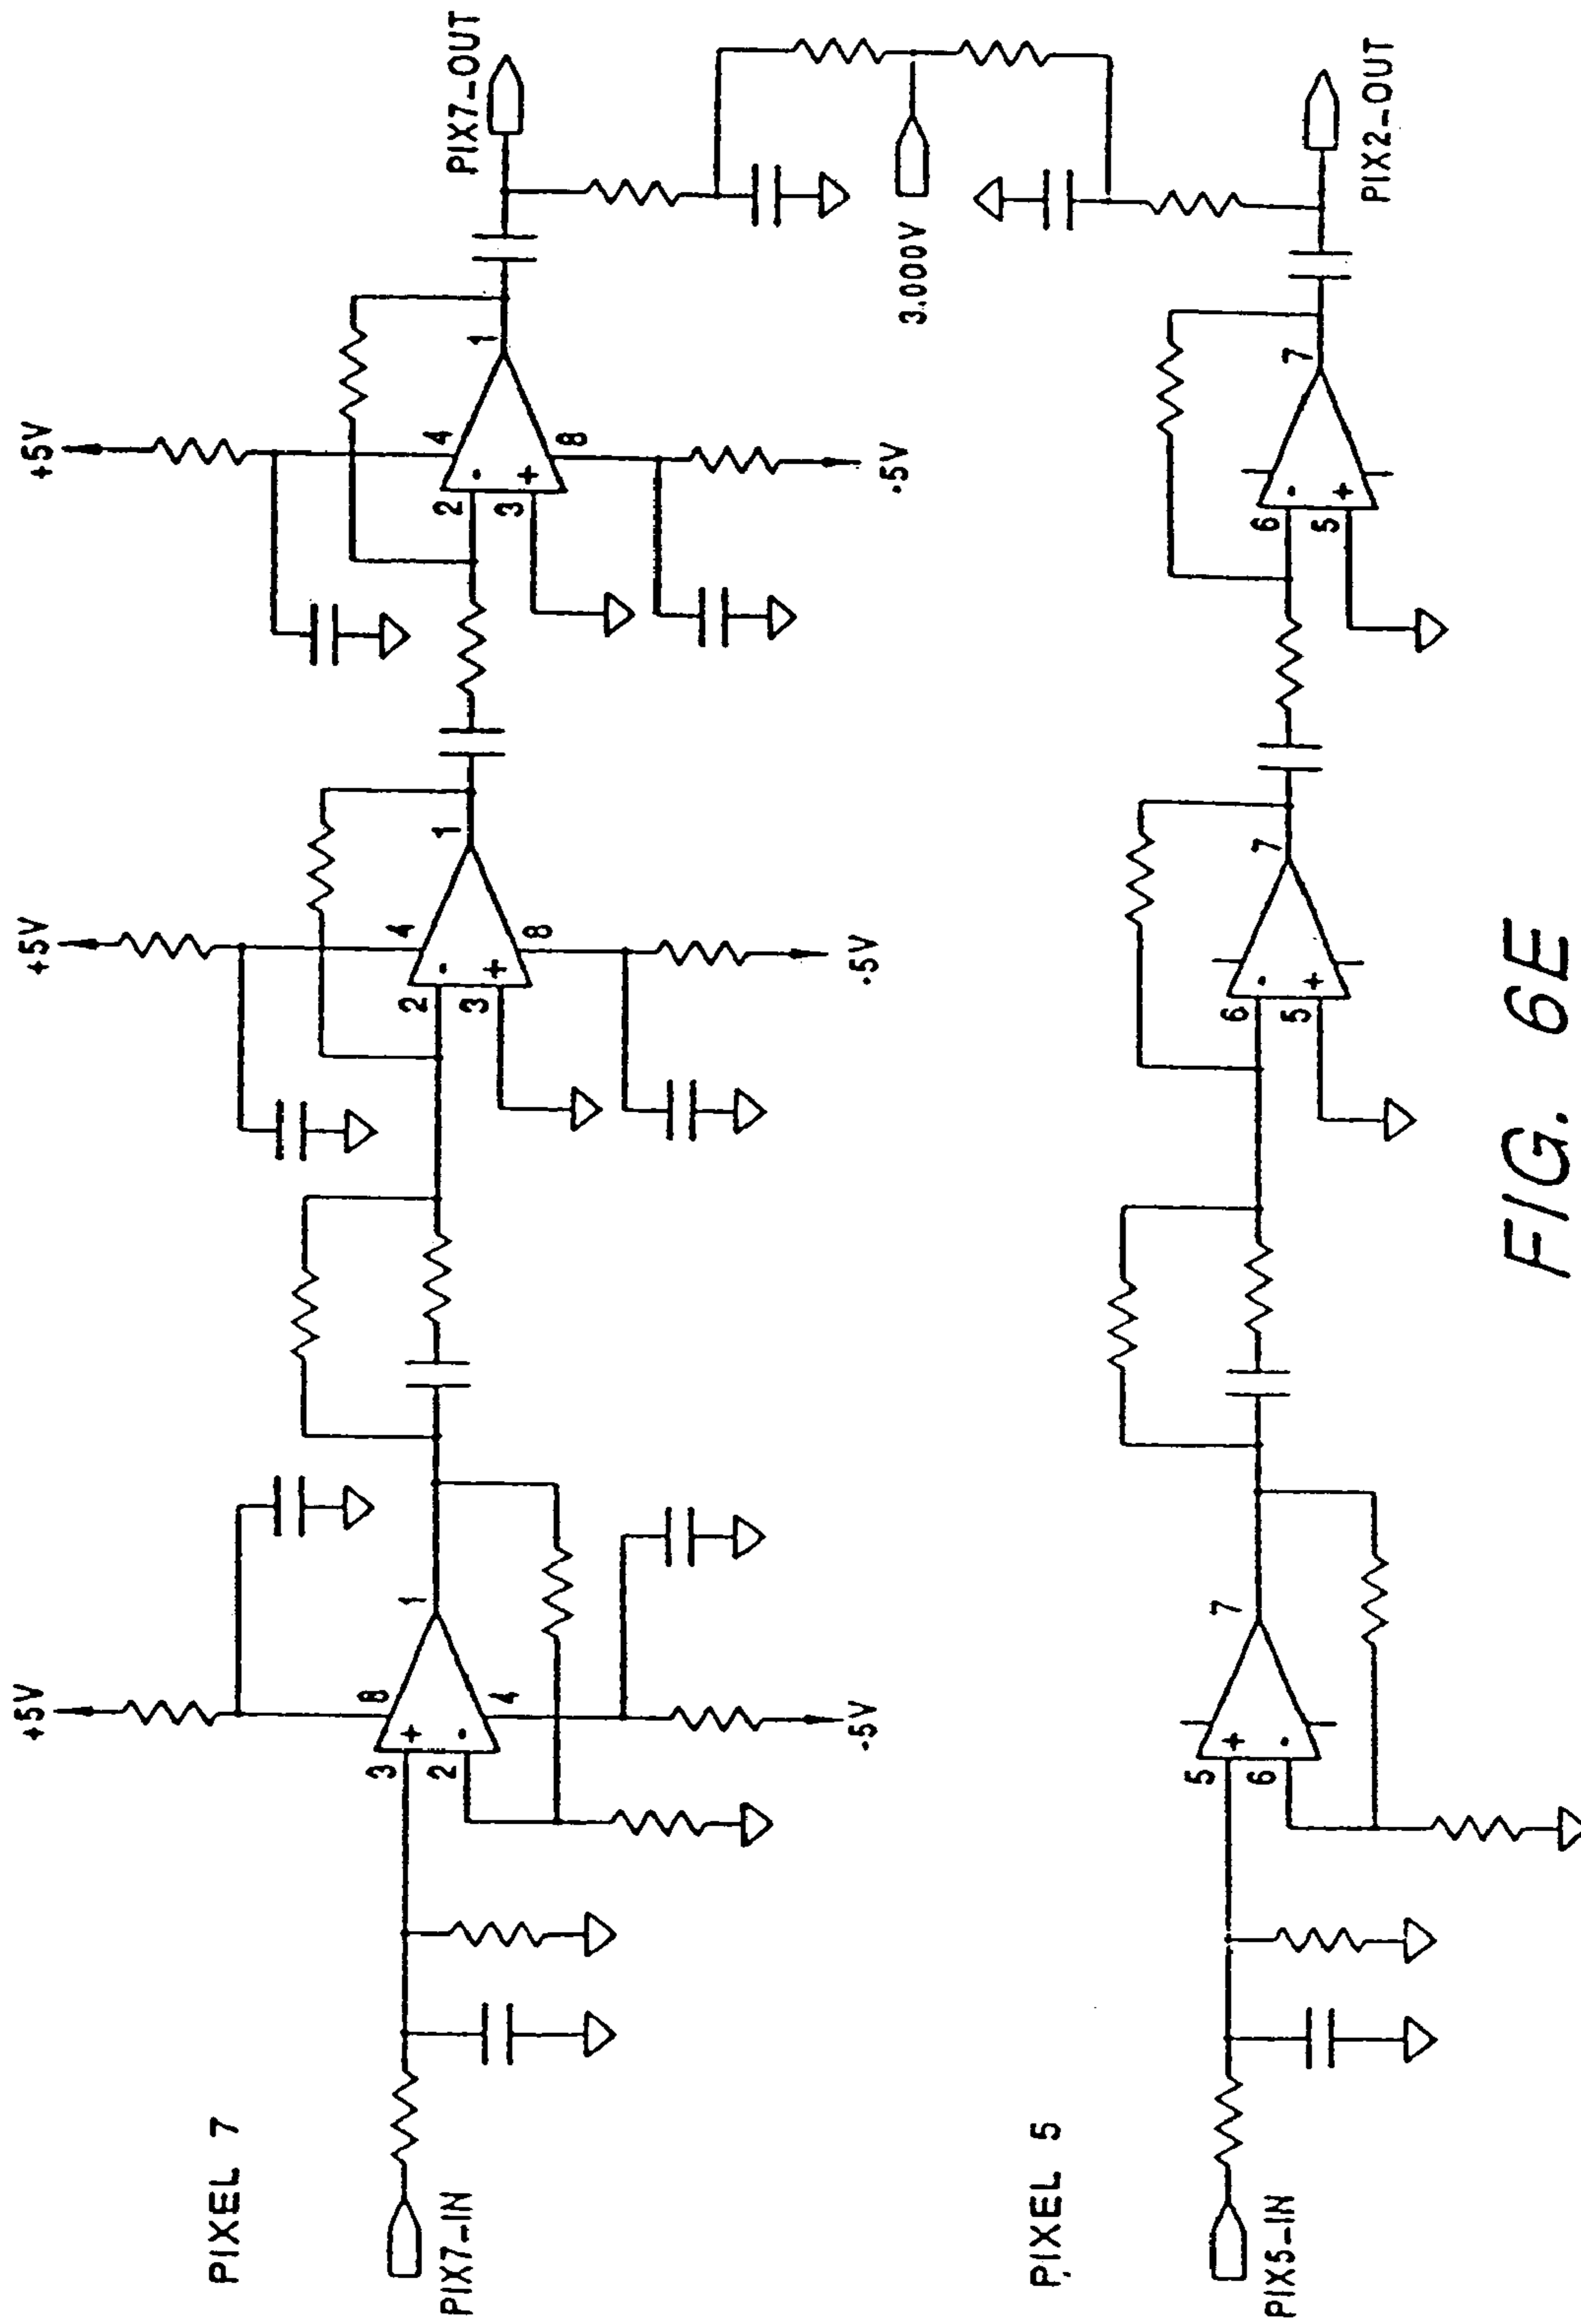 PIXEL 7
PIX7-IN
+5V
8
3
2
1
4
+
-
-5V
+5V
4
2
3
1
8
-
+
-5V
+5V
4
2
3
1
8
-
+
-5V
PIX7-OUT
3.000V
PIXEL 5
PIX5-IN
5
6
7
+
-
6
5
7
-
+
6
5
7
-
+
PIX2-OUT
FIG. 6E